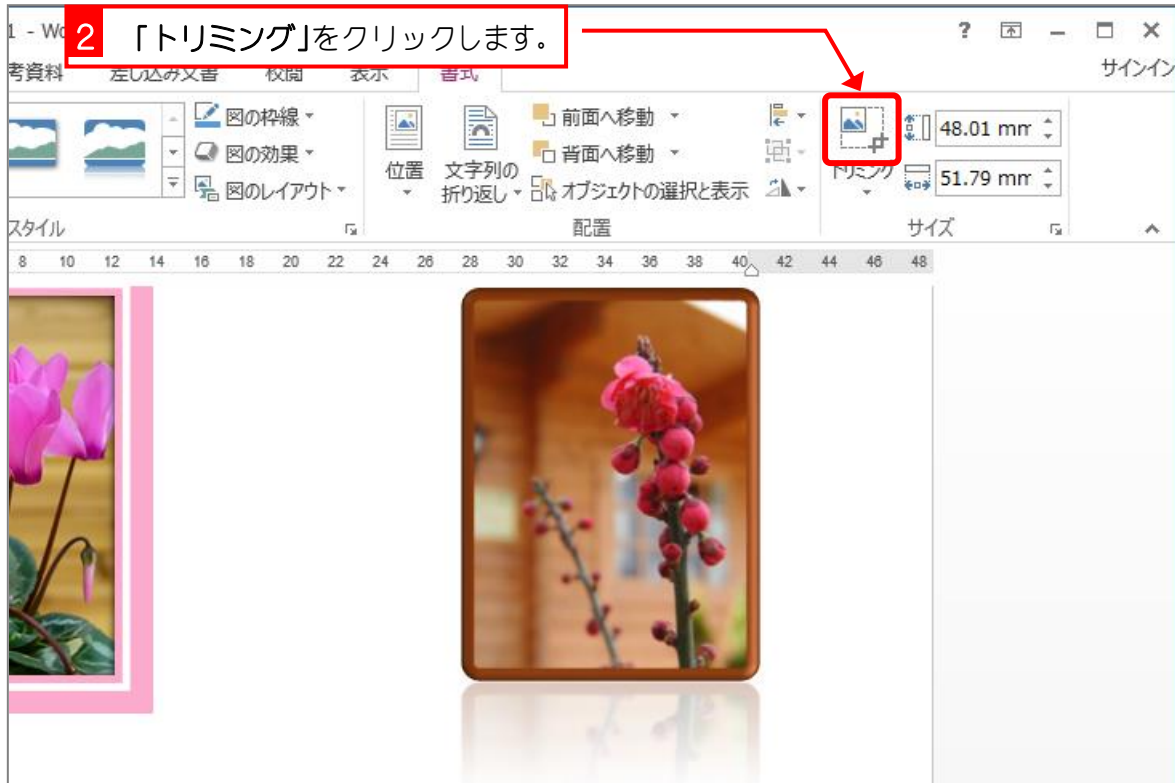 1 - Wo
2 「トリミング」をクリックします。
?
サインイン
考資料 差し込み文書 校閲 表示 書式
図の枠線
図の効果
図のレイアウト
位置
文字列の
折り返し
前面へ移動
背面へ移動
オブジェクトの選択と表示
トリミング
48.01 mm
51.79 mm
スタイル 配置 サイズ
8 10 12 14 16 18 20 22 24 26 28 30 32 34 36 38 40 42 44 46 48